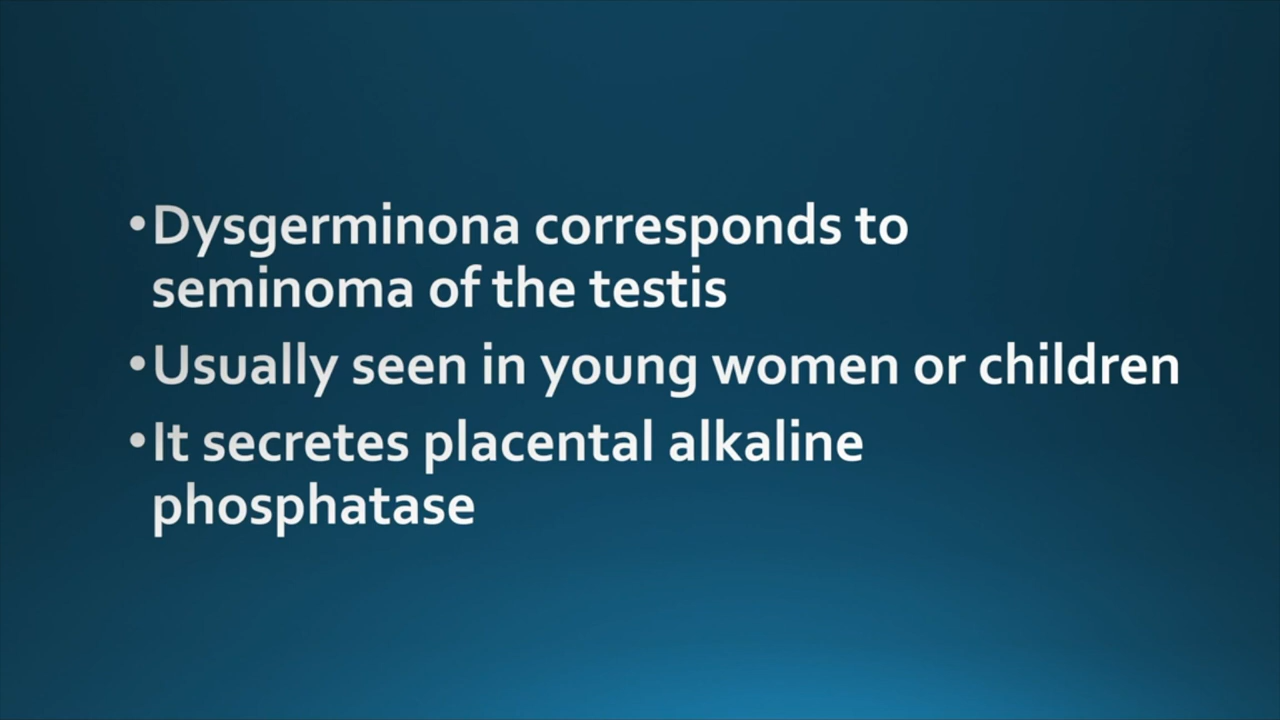 •Dysgerminona corresponds to
seminoma of the testis
•Usually seen in young women or children
•It secretes placental alkaline
phosphatase